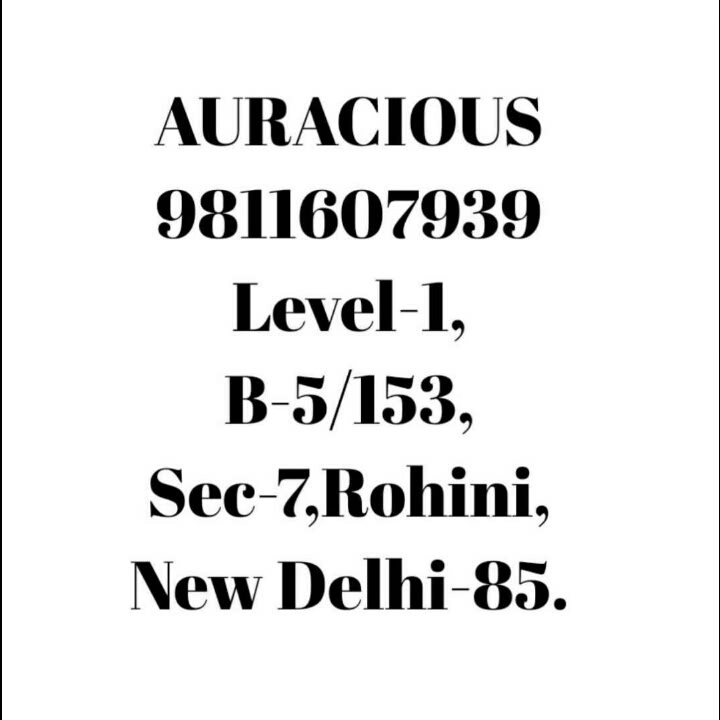 AURACIOUS
9811607939
Level-1,
B-5/153,
Sec-7,Rohini,
New Delhi-85.